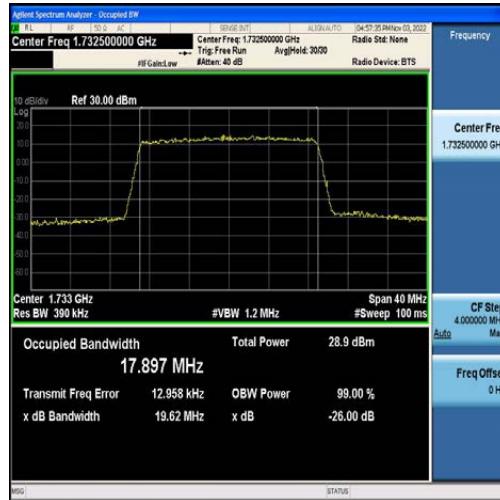 Agilent Spectrum Analyzer - Occupied BW
RL RF 50 Ω AC SENSE:INT ALIGN AUTO 04:57:35 PM Nov 03, 2022
Center Freq 1.732500000 GHz
Center Freq: 1.732500000 GHz
Radio Std: None
Trig: Free Run Avg|Hold: 30/30
#IFGain:Low #Atten: 40 dB Radio Device: BTS
Frequency
10 dB/div Ref 30.00 dBm
Log
20.0
10.0
0.00
-10.0
-20.0
-30.0
-40.0
-50.0
-60.0
Center Fre
1.732500000 GH
Center 1.733 GHz Span 40 MHz
Res BW 390 kHz #VBW 1.2 MHz #Sweep 100 ms
CF Ste
4.000000 MH
Auto Ma
Occupied Bandwidth Total Power 28.9 dBm
17.897 MHz
Transmit Freq Error 12.958 kHz OBW Power 99.00 %
x dB Bandwidth 19.62 MHz x dB -26.00 dB
Freq Offse
0 H
MSG STATUS